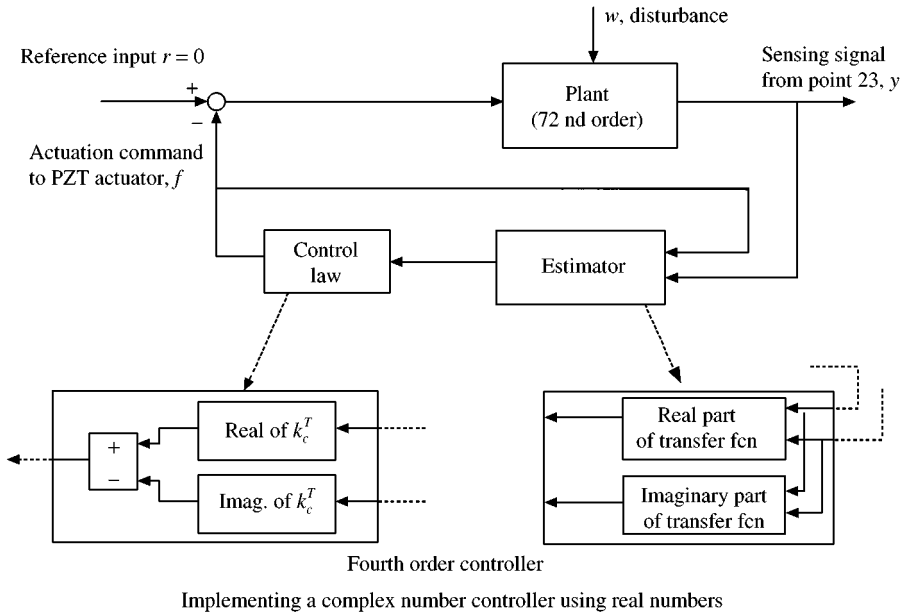 w, disturbance
Reference input r = 0
Sensing signal
from point 23, y
+
−
Plant
(72 nd order)
Actuation command
to PZT actuator, f
Control
law
Estimator
Real of k_c^T
+
−
Imag. of k_c^T
Real part
of transfer fcn
Imaginary part
of transfer fcn
Fourth order controller
Implementing a complex number controller using real numbers